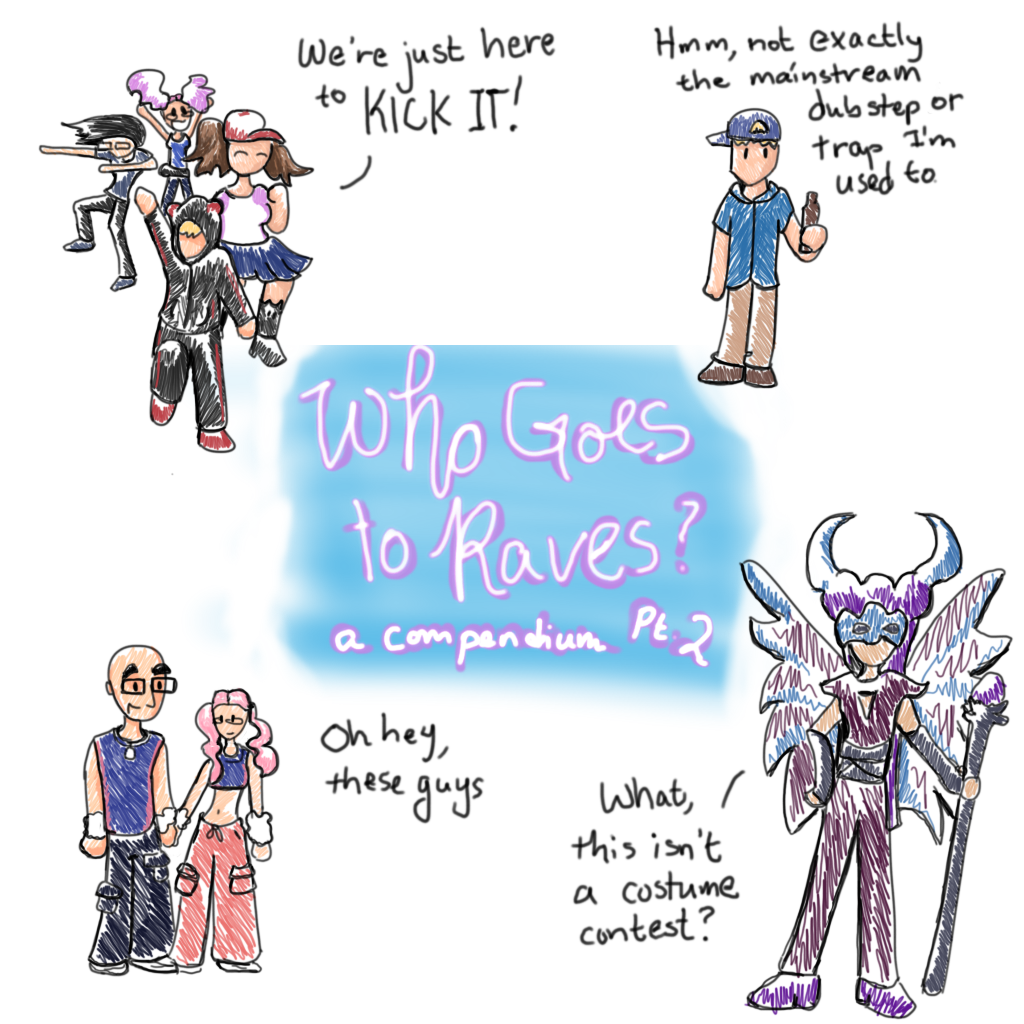 We're just here
to KICK IT!
Hmm, not exactly
the mainstream
dubstep or
trap I'm
used to
Who Goes
to Raves?
a compendium Pt. 2
Oh hey,
these guys
What,
this isn't
a costume
contest?